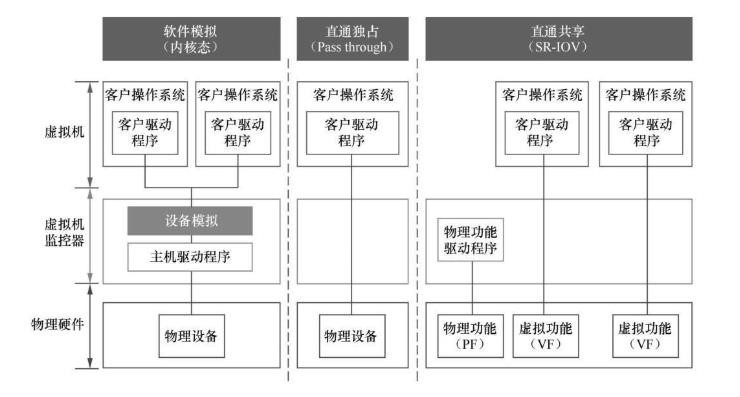 软件模拟
（内核态）
直通独占
（Pass through）
直通共享
（SR-IOV）
虚拟机
客户操作系统
客户驱动
程序
客户操作系统
客户驱动
程序
客户操作系统
客户驱动
程序
客户操作系统
客户驱动
程序
客户操作系统
客户驱动
程序
虚拟机
监控器
设备模拟
主机驱动程序
物理功能
驱动程序
物理硬件
物理设备
物理设备
物理功能
（PF）
虚拟功能
（VF）
虚拟功能
（VF）